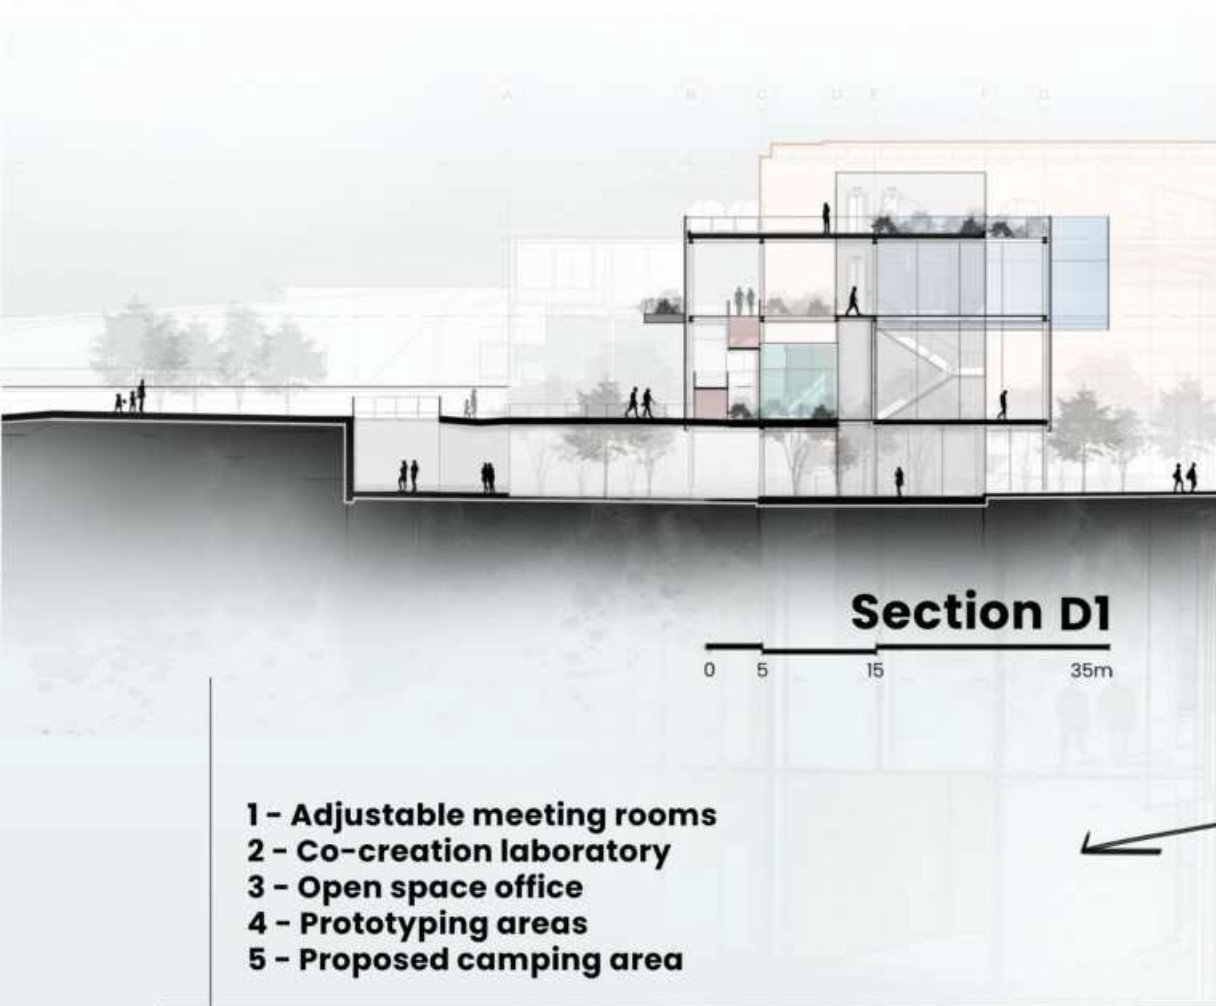 A B C D E F G
Section D1
0 5 15 35m
1 - Adjustable meeting rooms
2 - Co-creation laboratory
3 - Open space office
4 - Prototyping areas
5 - Proposed camping area